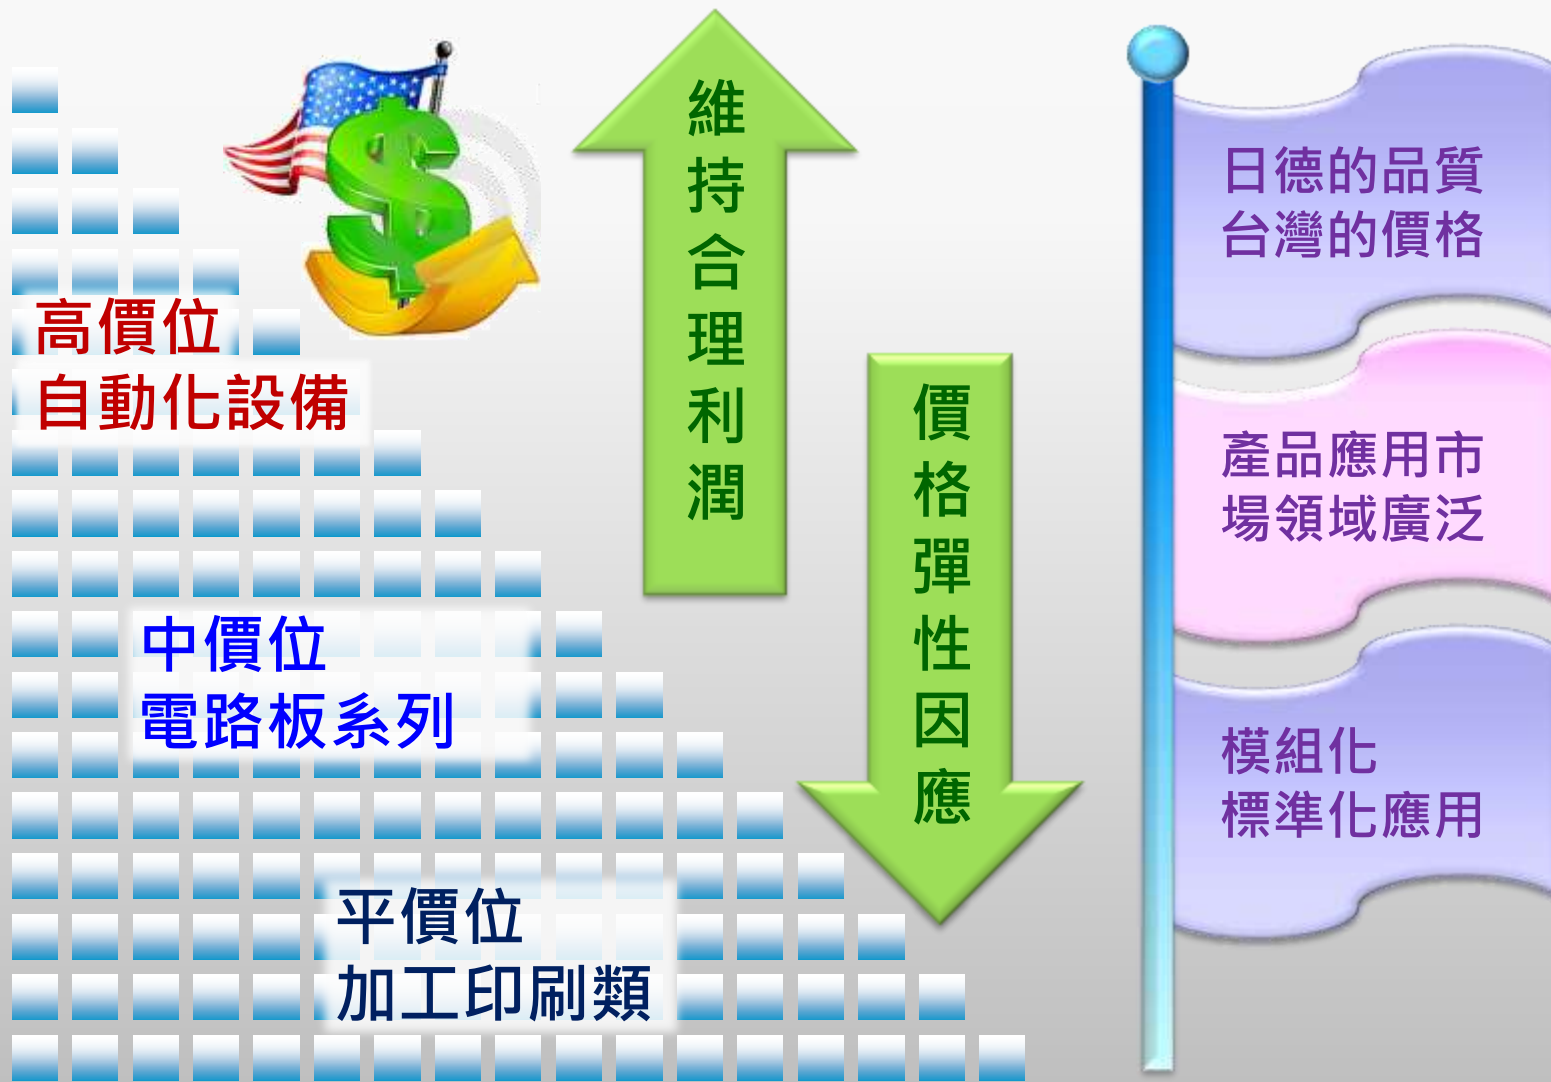 高價位
自動化設備
中價位
電路板系列
平價位
加工印刷類
維持合理利潤
價格彈性因應
日德的品質
台灣的價格
產品應用市
場領域廣泛
模組化
標準化應用